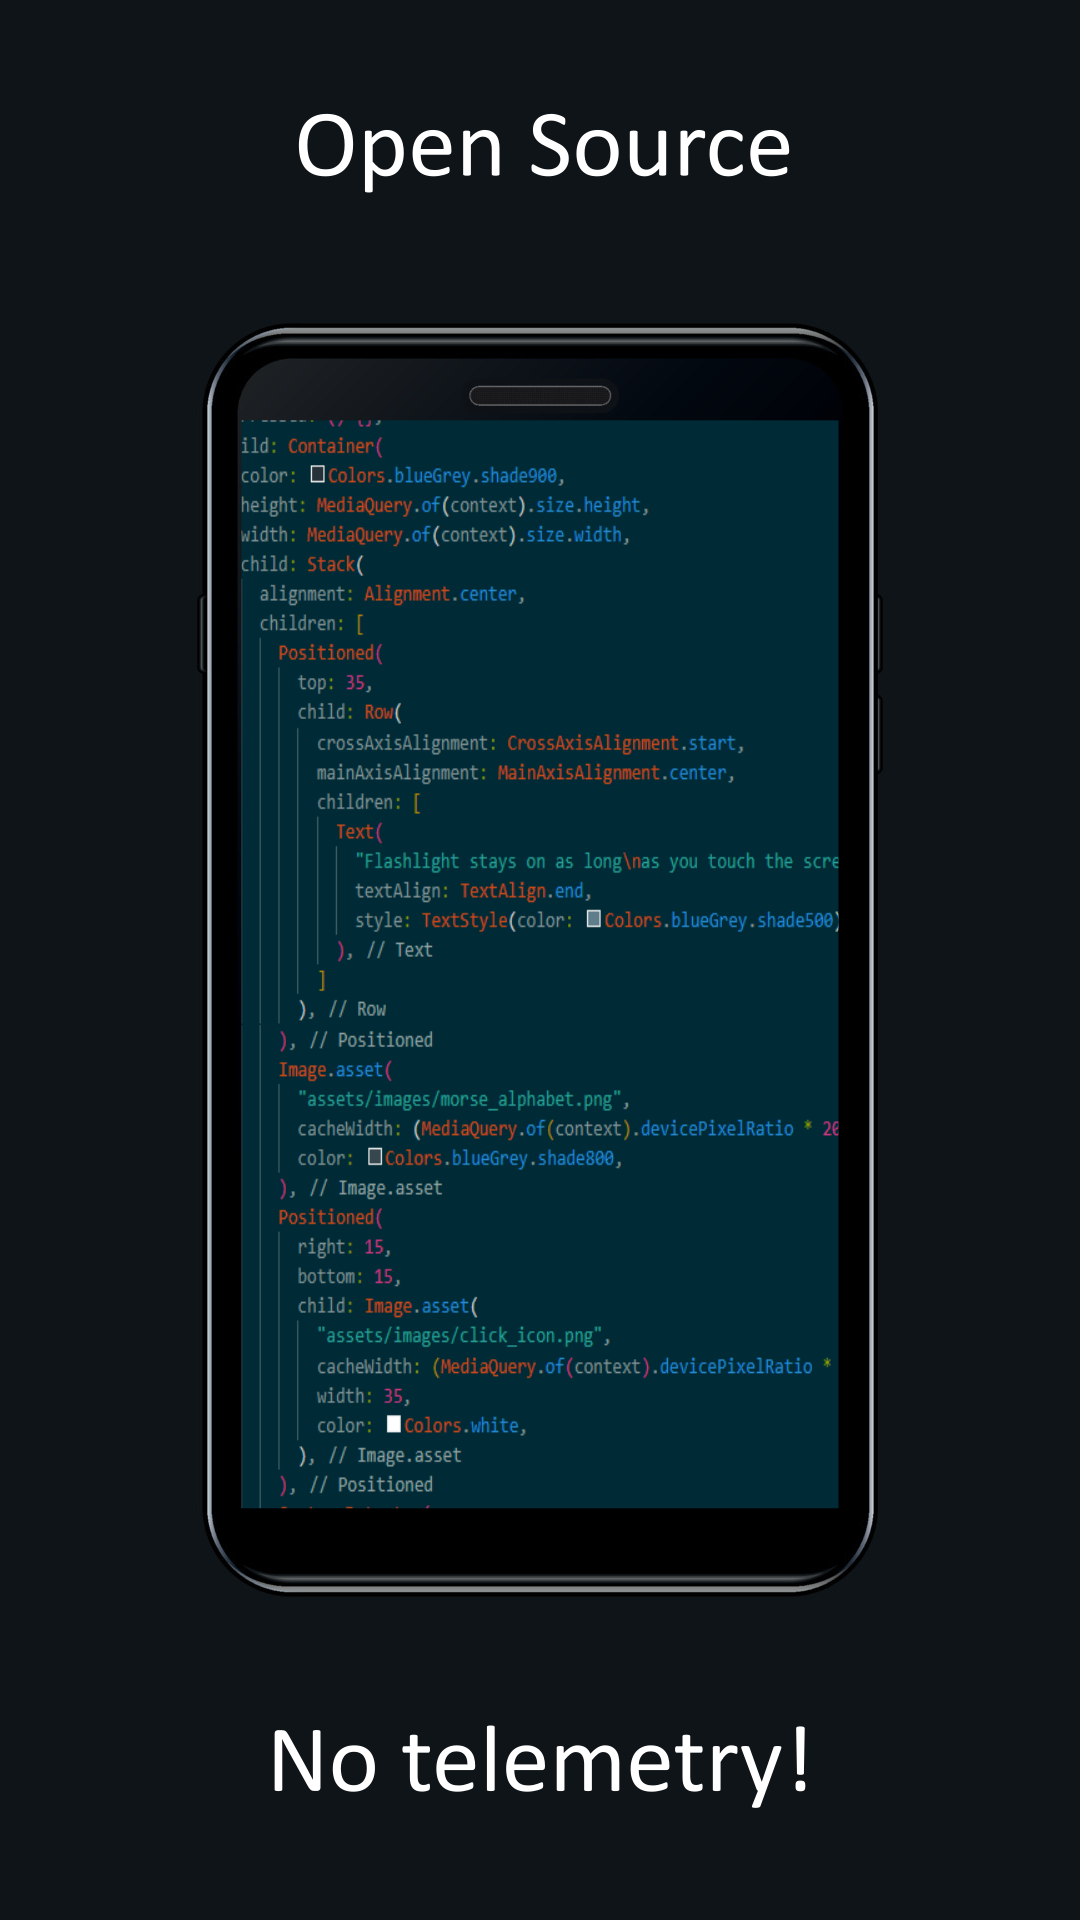 Open Source
ild: Container(
color: Colors.blueGrey.shade900,
height: MediaQuery.of(context).size.height,
width: MediaQuery.of(context).size.width,
child: Stack(
alignment: Alignment.center,
children: [
Positioned(
top: 35,
child: Row(
crossAxisAlignment: CrossAxisAlignment.start,
mainAxisAlignment: MainAxisAlignment.center,
children: [
Text(
"Flashlight stays on as long\nas you touch the scre
textAlign: TextAlign.end,
style: TextStyle(color: Colors.blueGrey.shade500)
), // Text
]
), // Row
), // Positioned
Image.asset(
"assets/images/morse_alphabet.png",
cacheWidth: (MediaQuery.of(context).devicePixelRatio * 20
color: Colors.blueGrey.shade800,
), // Image.asset
Positioned(
right: 15,
bottom: 15,
child: Image.asset(
"assets/images/click_icon.png",
cacheWidth: (MediaQuery.of(context).devicePixelRatio *
width: 35,
color: Colors.white,
), // Image.asset
), // Positioned
No telemetry!